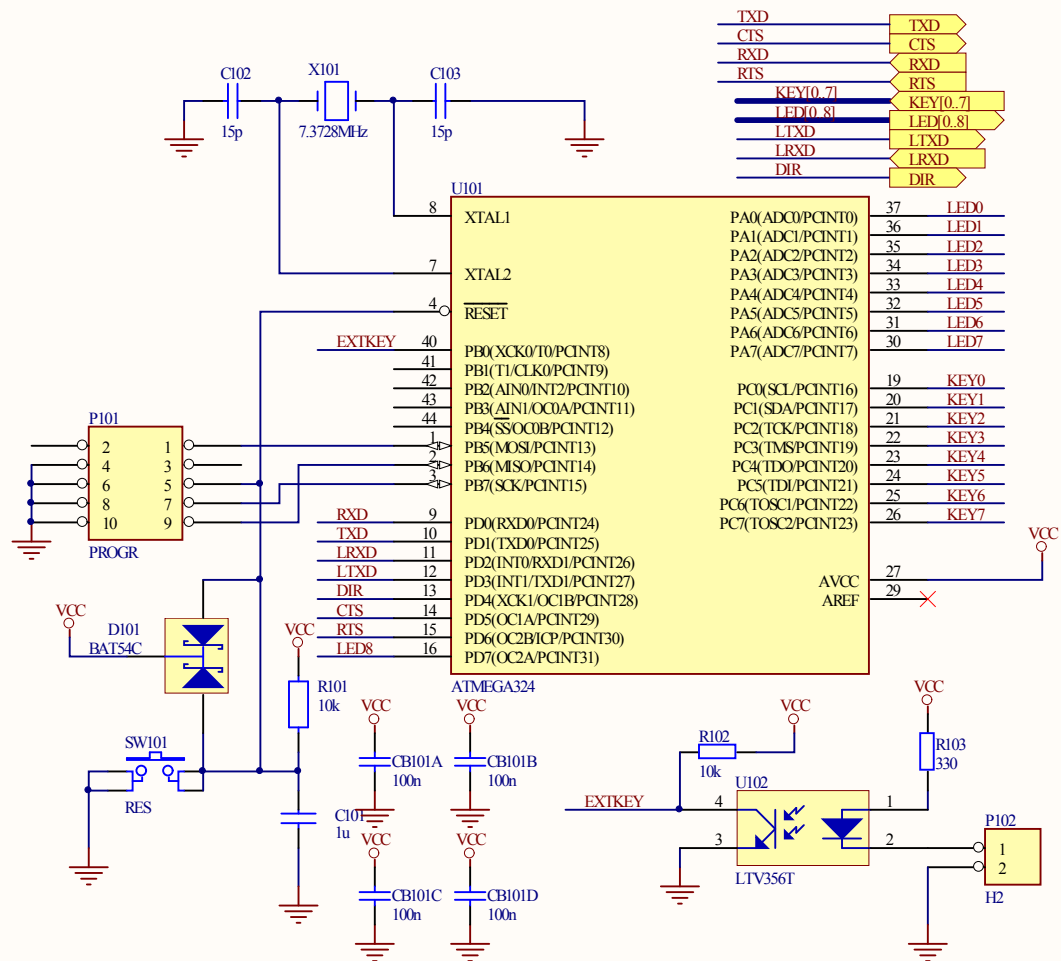 TXD TXD
CTS CTS
RXD RXD
RTS RTS
KEY[0..7] KEY[0..7]
LED[0..8] LED[0..8]
LTXD LTXD
LRXD LRXD
DIR DIR
C102
15p
X101
7.3728MHz
C103
15p
U101
8 XTAL1
7 XTAL2
4 RESET
EXTKEY 40 PB0(XCK0/T0/PCINT8)
41 PB1(T1/CLK0/PCINT9)
42 PB2(AIN0/INT2/PCINT10)
43 PB3(AIN1/OC0A/PCINT11)
44 PB4(SS/OC0B/PCINT12)
1 PB5(MOSI/PCINT13)
2 PB6(MISO/PCINT14)
3 PB7(SCK/PCINT15)
RXD 9 PD0(RXD0/PCINT24)
TXD 10 PD1(TXD0/PCINT25)
LRXD 11 PD2(INT0/RXD1/PCINT26)
LTXD 12 PD3(INT1/TXD1/PCINT27)
DIR 13 PD4(XCK1/OC1B/PCINT28)
CTS 14 PD5(OC1A/PCINT29)
RTS 15 PD6(OC2B/ICP/PCINT30)
LED8 16 PD7(OC2A/PCINT31)
PA0(ADC0/PCINT0) 37 LED0
PA1(ADC1/PCINT1) 36 LED1
PA2(ADC2/PCINT2) 35 LED2
PA3(ADC3/PCINT3) 34 LED3
PA4(ADC4/PCINT4) 33 LED4
PA5(ADC5/PCINT5) 32 LED5
PA6(ADC6/PCINT6) 31 LED6
PA7(ADC7/PCINT7) 30 LED7
PC0(SCL/PCINT16) 19 KEY0
PC1(SDA/PCINT17) 20 KEY1
PC2(TCK/PCINT18) 21 KEY2
PC3(TMS/PCINT19) 22 KEY3
PC4(TDO/PCINT20) 23 KEY4
PC5(TDI/PCINT21) 24 KEY5
PC6(TOSC1/PCINT22) 25 KEY6
PC7(TOSC2/PCINT23) 26 KEY7
VCC
AVCC 27
AREF 29
ATMEGA324
P101
2 1
4 3
6 5
8 7
10 9
PROGR
VCC
D101
BAT54C
VCC
R101
10k
SW101
RES
C101
1u
VCC
CB101A
100n
VCC
CB101B
100n
VCC
CB101C
100n
VCC
CB101D
100n
VCC
R102
10k
VCC
R103
330
EXTKEY
U102
4 1
3 2
LTV356T
P102
1
2
H2